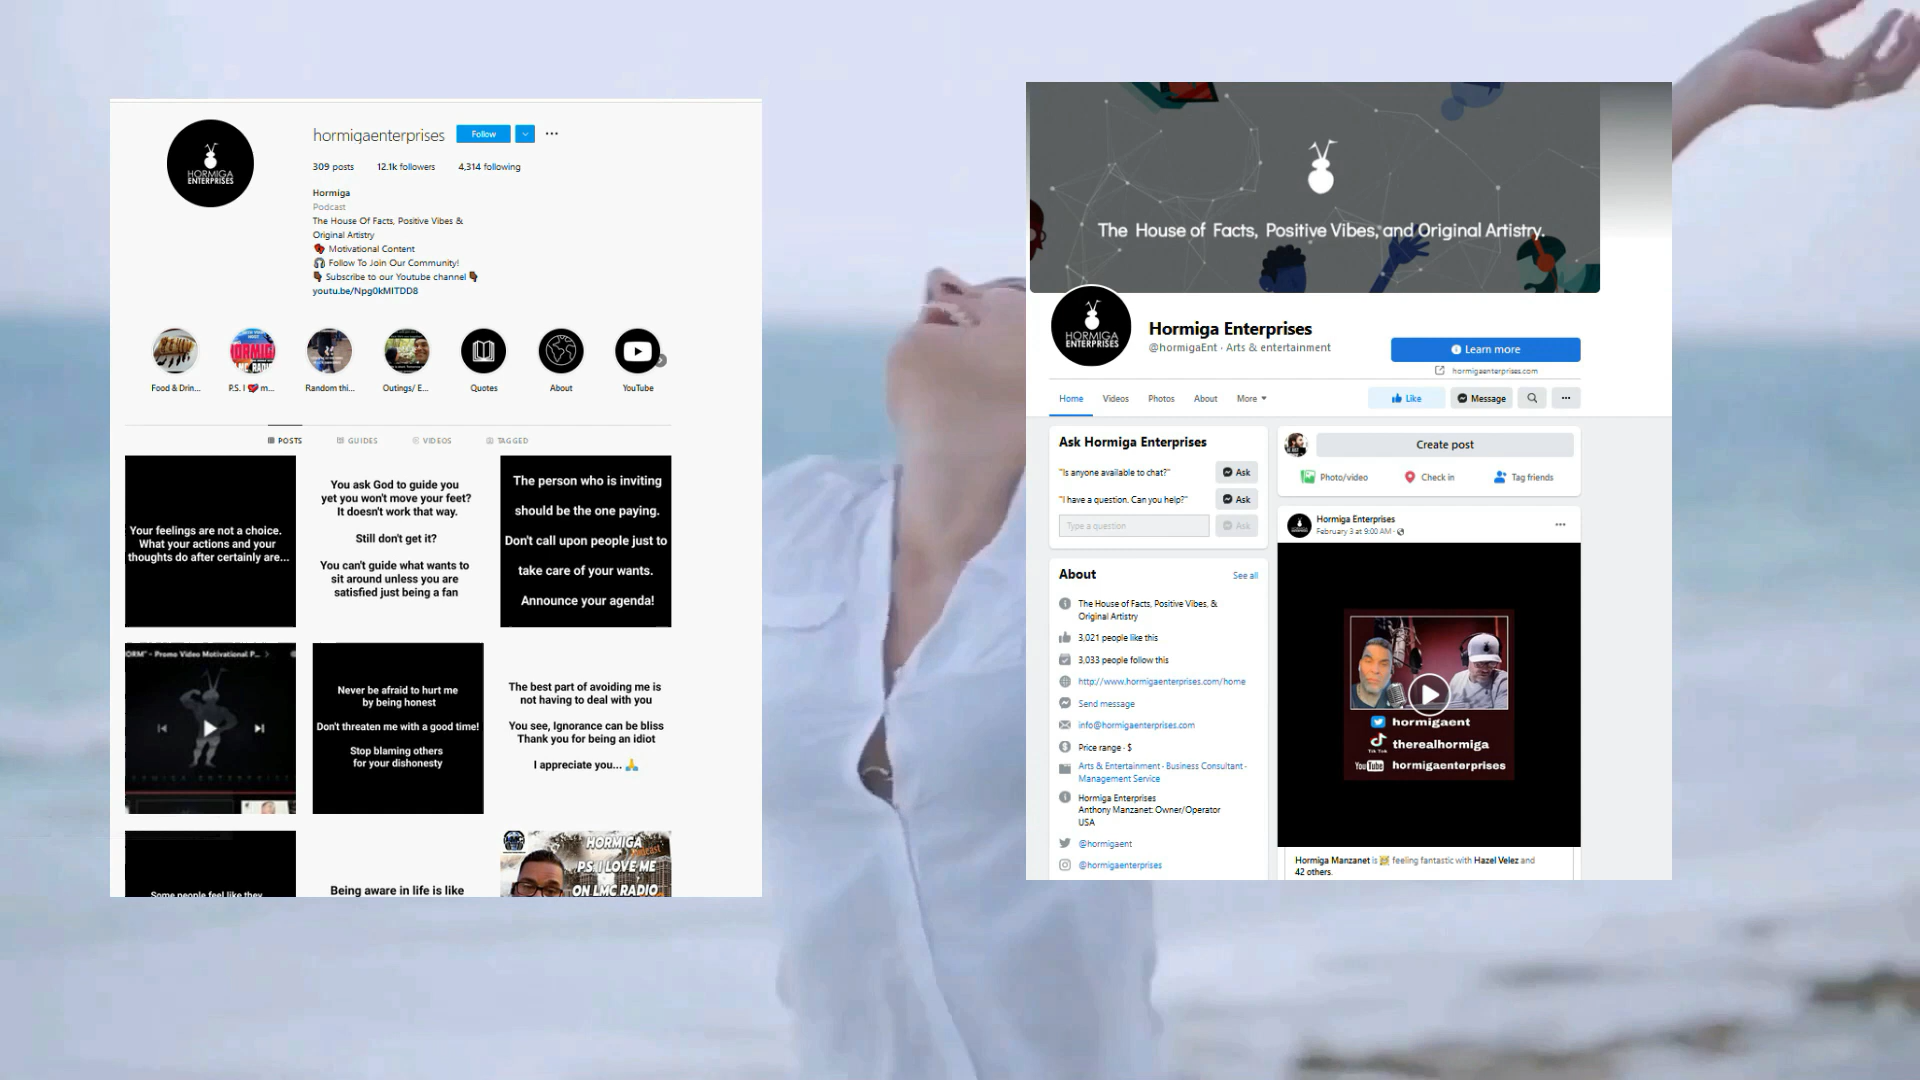 HORMIGA
ENTERPRISES
hormigaenterprises
Follow
309 posts
12.1k followers
4,314 following
Hormiga
Podcast
The House Of Facts, Positive Vibes &
Original Artistry
Motivational Content
Follow To Join Our Community!
Subscribe to our Youtube channel
youtu.be/Npg0kMITDD8
Food & Drin...
P.S. I 💝 m...
Random thi...
Outings/ E...
Quotes
About
YouTube
POSTS
GUIDES
VIDEOS
TAGGED
Your feelings are not a choice.
What your actions and your
thoughts do after certainly are...
You ask God to guide you
yet you won't move your feet?
It doesn't work that way.
Still don't get it?
You can't guide what wants to
sit around unless you are
satisfied just being a fan
The person who is inviting
should be the one paying.
Don't call upon people just to
take care of your wants.
Announce your agenda!
ORM" - Promo Video Motivational P...
Never be afraid to hurt me
by being honest
Don't threaten me with a good time!
Stop blaming others
for your dishonesty
The best part of avoiding me is
not having to deal with you
You see, Ignorance can be bliss
Thank you for being an idiot
I appreciate you... 🙏
Some people feel like they
Being aware in life is like
HORMIGA
P.S. I LOVE ME
ON LMC RADIO
The House of Facts, Positive Vibes, and Original Artistry.
HORMIGA
ENTERPRISES
Hormiga Enterprises
@hormigaEnt · Arts & entertainment
Learn more
hormigaenterprises.com
Home
Videos
Photos
About
More
Like
Message
Ask Hormiga Enterprises
"Is anyone available to chat?"
Ask
"I have a question. Can you help?"
Ask
Type a question
Ask
About
See all
The House of Facts, Positive Vibes, &
Original Artistry
3,021 people like this
3,033 people follow this
http://www.hormigaenterprises.com/home
Send message
info@hormigaenterprises.com
Price range · $
Arts & Entertainment · Business Consultant ·
Management Service
Hormiga Enterprises
Anthony Manzanet: Owner/Operator
USA
@hormigaent
@hormigaenterprises
Create post
Photo/video
Check in
Tag friends
Hormiga Enterprises
February 3 at 9:00 AM ·
hormigaent
Tik Tok
therealhormiga
YouTube
hormigaenterprises
Hormiga Manzanet is feeling fantastic with Hazel Velez and
42 others.